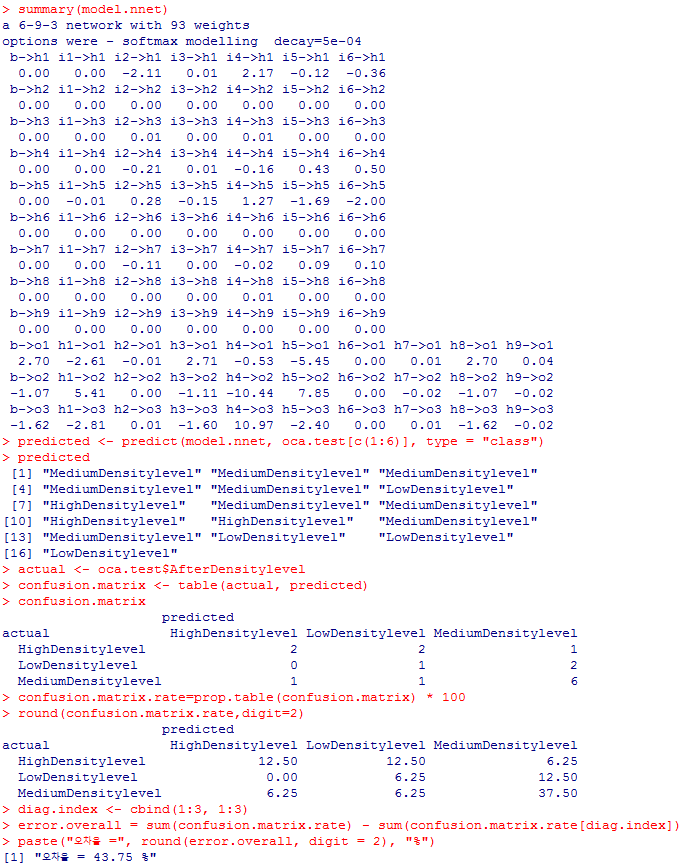 > summary(model.nnet)
a 6-9-3 network with 93 weights
options were - softmax modelling  decay=5e-04
 b->h1 i1->h1 i2->h1 i3->h1 i4->h1 i5->h1 i6->h1
  0.00   0.00  -2.11   0.01   2.17  -0.12  -0.36
 b->h2 i1->h2 i2->h2 i3->h2 i4->h2 i5->h2 i6->h2
  0.00   0.00   0.00   0.00   0.00   0.00   0.00
 b->h3 i1->h3 i2->h3 i3->h3 i4->h3 i5->h3 i6->h3
  0.00   0.00   0.01   0.00   0.01   0.00   0.00
 b->h4 i1->h4 i2->h4 i3->h4 i4->h4 i5->h4 i6->h4
  0.00   0.00  -0.21   0.01  -0.16   0.43   0.50
 b->h5 i1->h5 i2->h5 i3->h5 i4->h5 i5->h5 i6->h5
  0.00  -0.01   0.28  -0.15   1.27  -1.69  -2.00
 b->h6 i1->h6 i2->h6 i3->h6 i4->h6 i5->h6 i6->h6
  0.00   0.00   0.00   0.00   0.00   0.00   0.00
 b->h7 i1->h7 i2->h7 i3->h7 i4->h7 i5->h7 i6->h7
  0.00   0.00  -0.11   0.00  -0.02   0.09   0.10
 b->h8 i1->h8 i2->h8 i3->h8 i4->h8 i5->h8 i6->h8
  0.00   0.00   0.00   0.00   0.01   0.00   0.00
 b->h9 i1->h9 i2->h9 i3->h9 i4->h9 i5->h9 i6->h9
  0.00   0.00   0.00   0.00   0.00   0.00   0.00
 b->o1 h1->o1 h2->o1 h3->o1 h4->o1 h5->o1 h6->o1 h7->o1 h8->o1 h9->o1
  2.70  -2.61  -0.01   2.71  -0.53  -5.45   0.00   0.01   2.70   0.04
 b->o2 h1->o2 h2->o2 h3->o2 h4->o2 h5->o2 h6->o2 h7->o2 h8->o2 h9->o2
 -1.07   5.41   0.00  -1.11 -10.44   7.85   0.00  -0.02  -1.07  -0.02
 b->o3 h1->o3 h2->o3 h3->o3 h4->o3 h5->o3 h6->o3 h7->o3 h8->o3 h9->o3
 -1.62  -2.81   0.01  -1.60  10.97  -2.40   0.00   0.01  -1.62  -0.02
> predicted <- predict(model.nnet, oca.test[c(1:6)], type = "class")
> predicted
 [1] "MediumDensitylevel" "MediumDensitylevel" "MediumDensitylevel"
 [4] "MediumDensitylevel" "MediumDensitylevel" "LowDensitylevel"
 [7] "HighDensitylevel"   "MediumDensitylevel" "MediumDensitylevel"
[10] "HighDensitylevel"   "HighDensitylevel"   "MediumDensitylevel"
[13] "MediumDensitylevel" "LowDensitylevel"    "LowDensitylevel"
[16] "LowDensitylevel"
> actual <- oca.test$AfterDensitylevel
> confusion.matrix <- table(actual, predicted)
> confusion.matrix
                    predicted
actual               HighDensitylevel LowDensitylevel MediumDensitylevel
  HighDensitylevel                  2               2                  1
  LowDensitylevel                   0               1                  2
  MediumDensitylevel                1               1                  6
> confusion.matrix.rate=prop.table(confusion.matrix) * 100
> round(confusion.matrix.rate,digit=2)
                    predicted
actual               HighDensitylevel LowDensitylevel MediumDensitylevel
  HighDensitylevel              12.50           12.50               6.25
  LowDensitylevel                0.00            6.25              12.50
  MediumDensitylevel             6.25            6.25              37.50
> diag.index <- cbind(1:3, 1:3)
> error.overall = sum(confusion.matrix.rate) - sum(confusion.matrix.rate[diag.index])
> paste("오차율 =", round(error.overall, digit = 2), "%")
[1] "오차율 = 43.75 %"